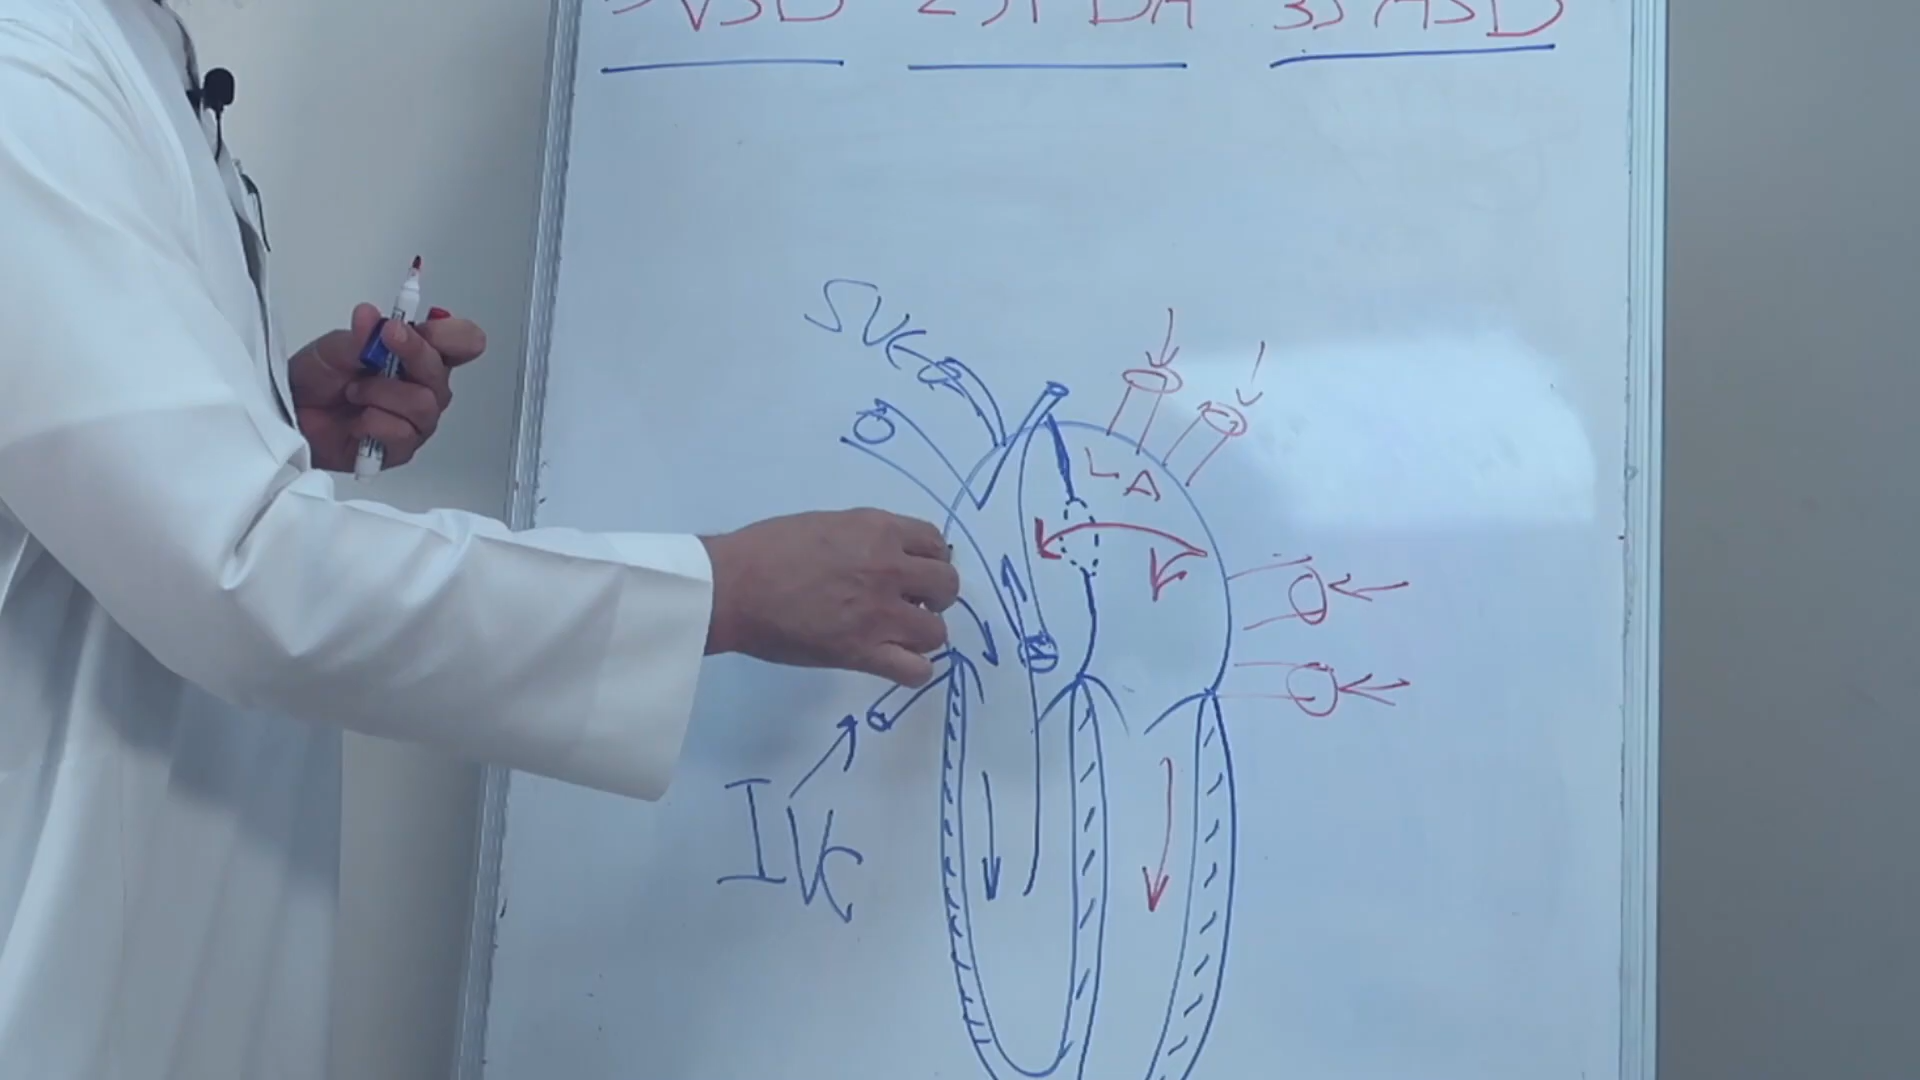 VSD 2) PDA 3) ASD
SVC
LA
IVC